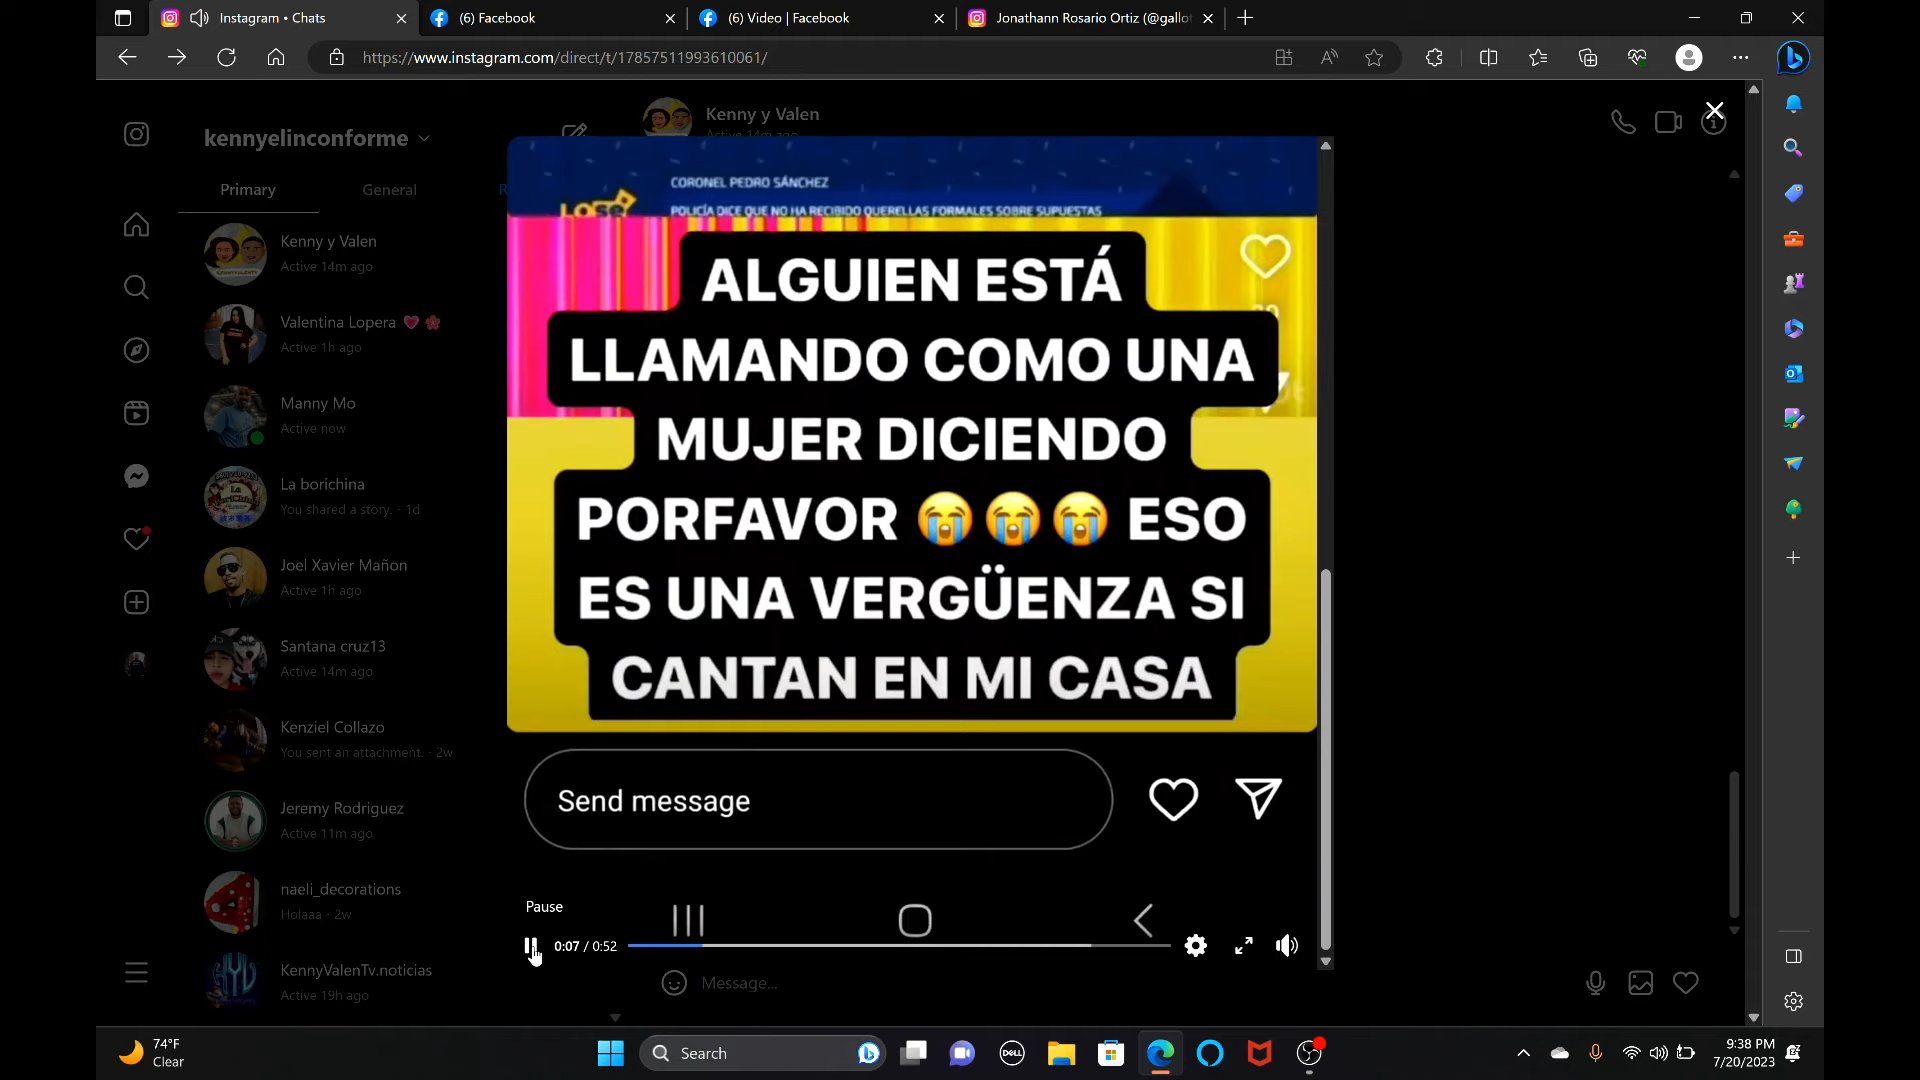 Instagram • Chats
(6) Facebook
(6) Video | Facebook
Jonathann Rosario Ortiz (@gallo
https://www.instagram.com/direct/t/17857511993610061/
kennyelinconforme
Primary
General
Kenny y Valen
Active 14m ago
Valentina Lopera 💗 🌸
Active 1h ago
Manny Mo
Active now
La borichina
You shared a story. · 1d
Joel Xavier Mañon
Active 1h ago
Santana cruz13
Active 14m ago
Kenziel Collazo
You sent an attachment. · 2w
Jeremy Rodriguez
Active 11m ago
naeli_decorations
Holaaa · 2w
KennyValenTv.noticias
Active 19h ago
Kenny y Valen
Active 14m ago
CORONEL PEDRO SÁNCHEZ
POLICÍA DICE QUE NO HA RECIBIDO QUERELLAS FORMALES SOBRE SUPUESTAS
ALGUIEN ESTÁ
LLAMANDO COMO UNA
MUJER DICIENDO
PORFAVOR 😭😭😭 ESO
ES UNA VERGÜENZA SI
CANTAN EN MI CASA
Send message
Pause
0:07 / 0:52
Message...
74°F
Clear
Search
DELL
9:38 PM
7/20/2023